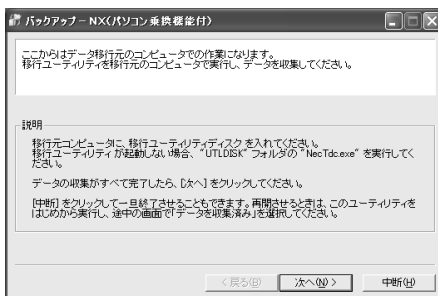 バックアップ－NX(パソコン乗換機能付)
ここからはデータ移行元のコンピュータでの作業になります。
移行ユーティリティを移行元のコンピュータで実行し、データを収集してください。
説明
移行元コンピュータに、移行ユーティリティディスクを入れてください。
移行ユーティリティが起動しない場合、“UTLDISK”フォルダの“NecTdc.exe”を実行してく
ださい。
データの収集がすべて完了したら、[次へ]をクリックしてください。
[中断]をクリックして一旦終了させることもできます。再開させるときは、このユーティリティを
はじめから実行し、途中の画面で「データを収集済み」を選択してください。
< 戻る(B)
次へ(N) >
中断(H)